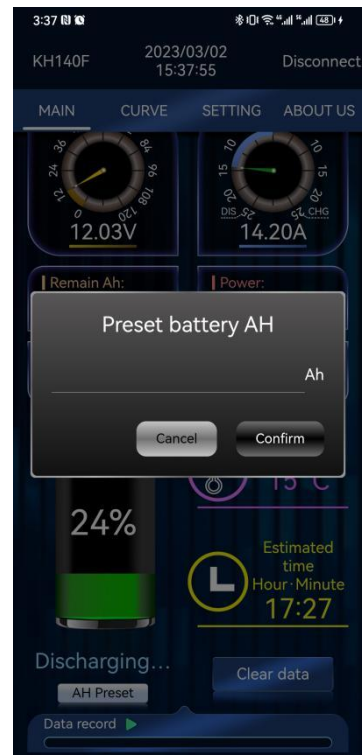 3:37
48
KH140F
2023/03/02
15:37:55
Disconnect
MAIN CURVE SETTING ABOUT US
12 24 36 84 96 108 120 0
10 15 20 25 10 15 20 25
DIS CHG
12.03V
14.20A
Remain Ah:
Power:
Preset battery AH
Ah
Cancel
Confirm
15°C
24%
Estimated
time
Hour·Minute
17:27
Discharging...
Clear data
AH Preset
Data record